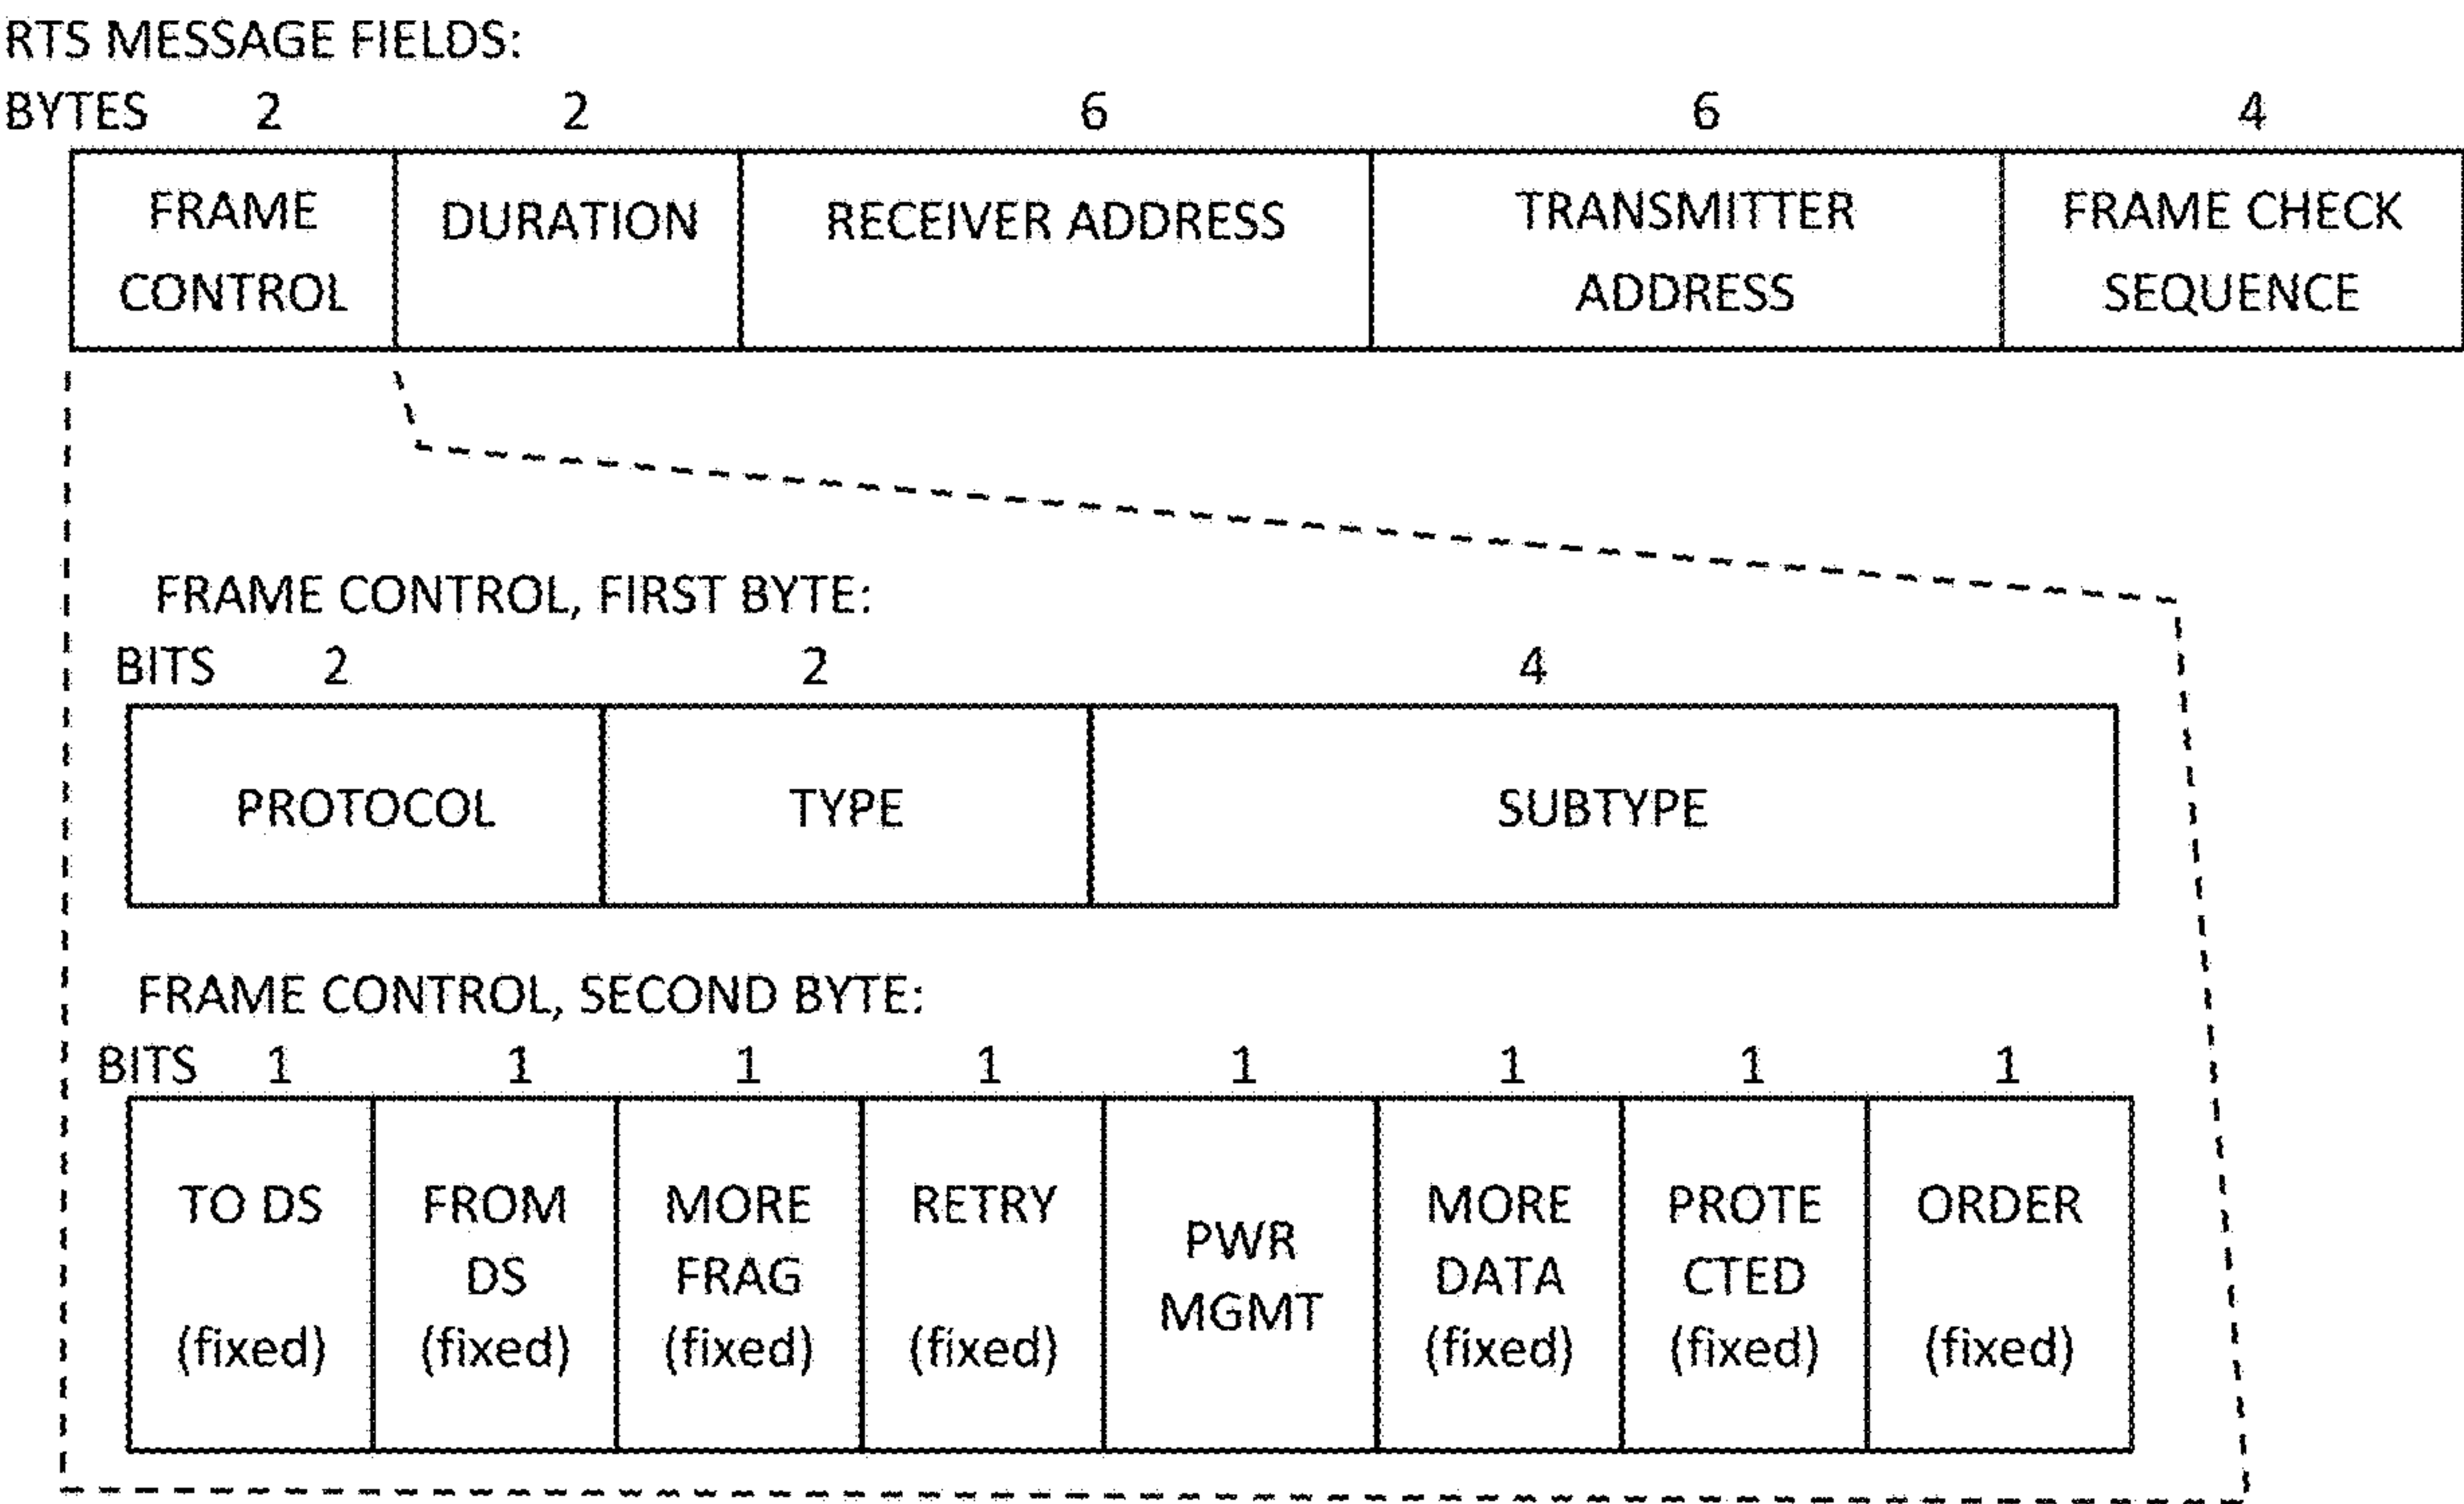 RTS MESSAGE FIELDS:
BYTES 2 2 6 6 4
FRAME CONTROL
DURATION
RECEIVER ADDRESS
TRANSMITTER ADDRESS
FRAME CHECK SEQUENCE
FRAME CONTROL, FIRST BYTE:
BITS 2 2 4
PROTOCOL TYPE SUBTYPE
FRAME CONTROL, SECOND BYTE:
BITS 1 1 1 1 1 1 1 1
TO DS
(fixed)
FROM
DS
(fixed)
MORE
FRAG
(fixed)
RETRY
(fixed)
PWR
MGMT
MORE
DATA
(fixed)
PROTE
CTED
(fixed)
ORDER
(fixed)